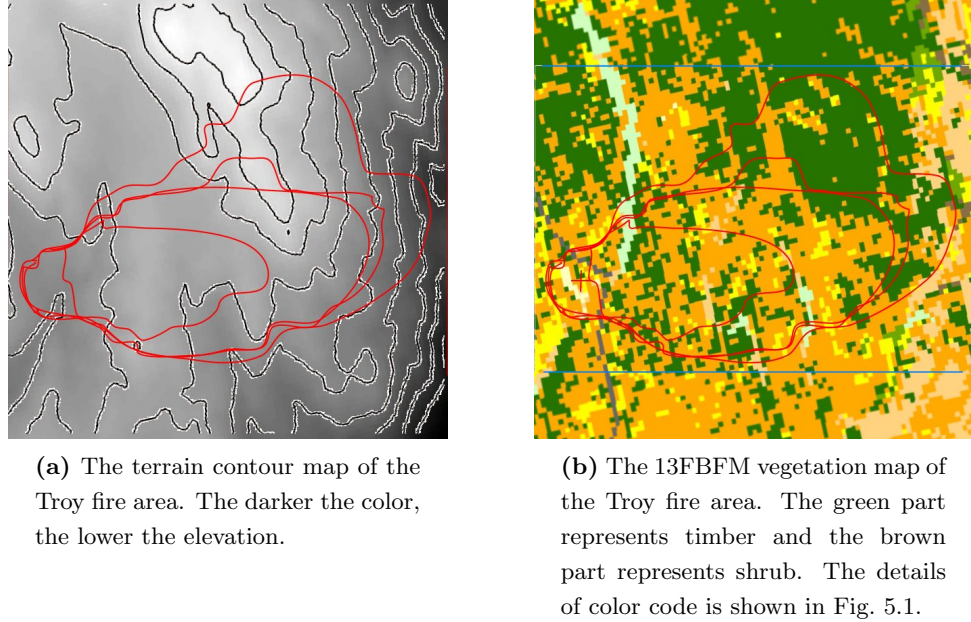 (a) The terrain contour map of the
Troy fire area. The darker the color,
the lower the elevation.
(b) The 13FBFM vegetation map of
the Troy fire area. The green part
represents timber and the brown
part represents shrub. The details
of color code is shown in Fig. 5.1.